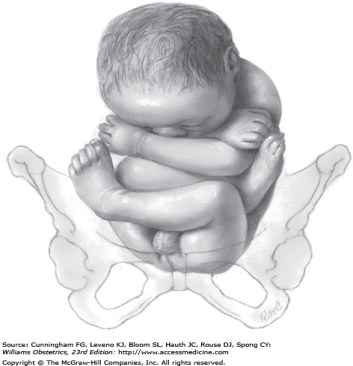 Source: Cunningham FG, Leveno KJ, Bloom SL, Hauth JC, Rouse DJ, Spong CY:
Williams Obstetrics, 23rd Edition: http://www.accessmedicine.com
Copyright © The McGraw-Hill Companies, Inc. All rights reserved.